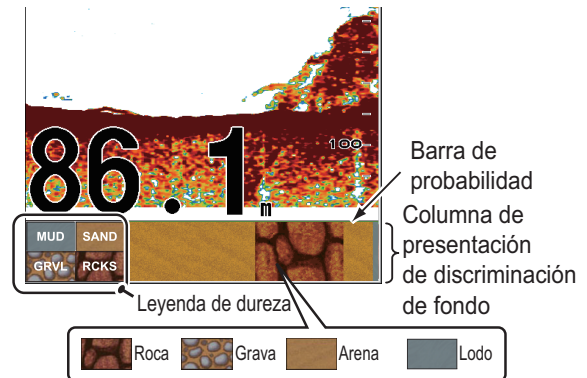 100
86.1 m
Barra de
probabilidad
Columna de
presentación
de discriminación
de fondo
MUD SAND
GRVL RCKS
Leyenda de dureza
Roca Grava Arena Lodo